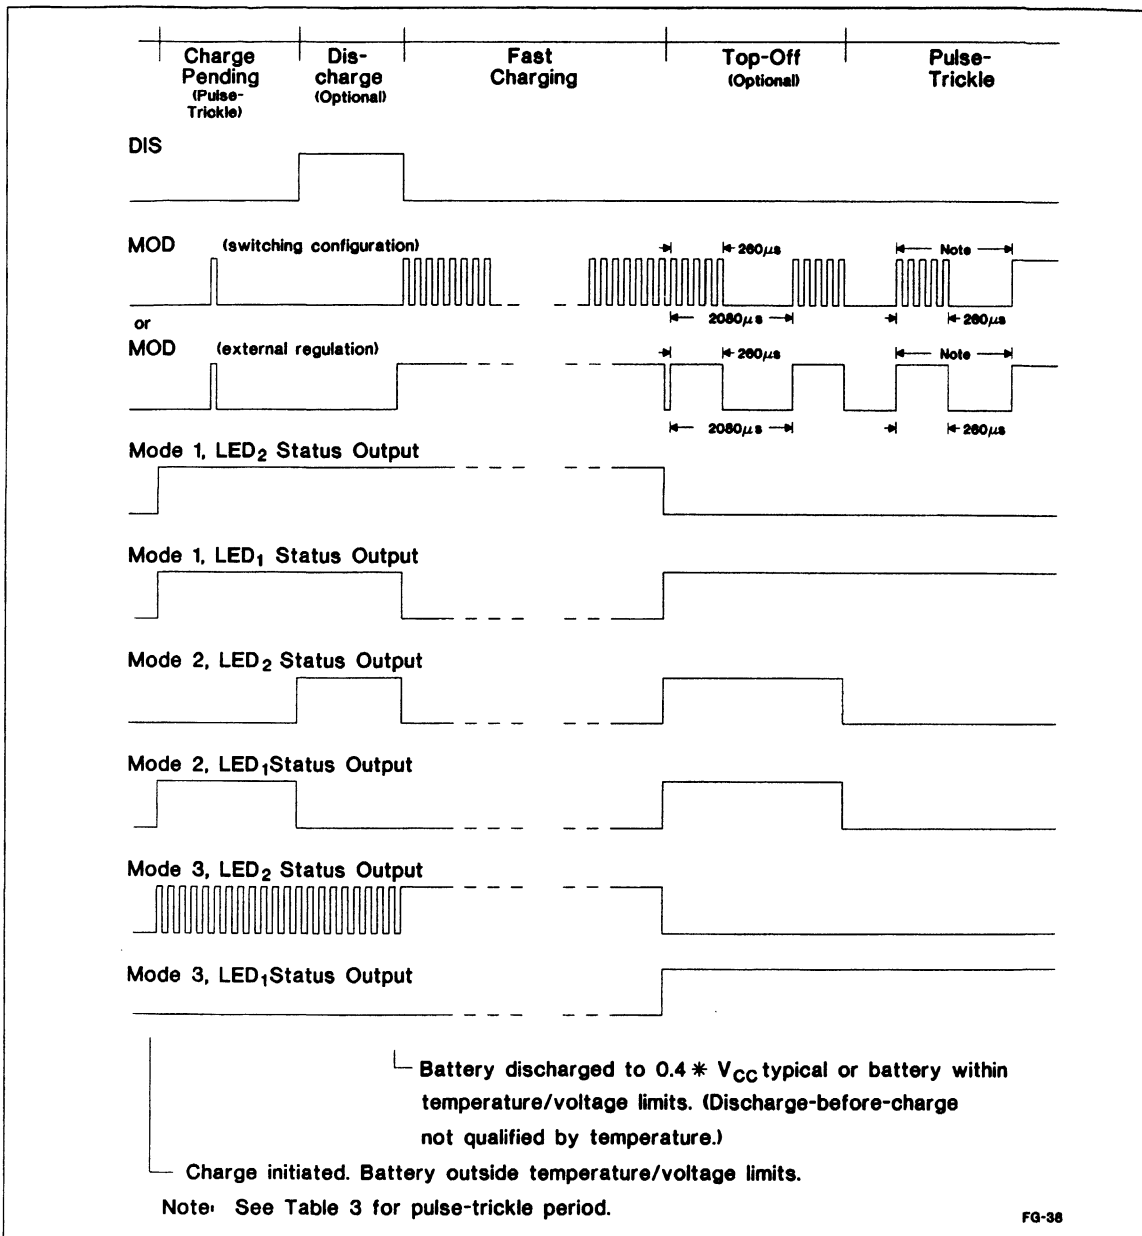 Charge Dis- Fast Top-Off Pulse-
Pending charge Charging (Optional) Trickle
(Pulse- (Optional)
Trickle)
DIS
MOD (switching configuration) 260μs Note
2080μs 260μs
or
MOD (external regulation) 260μs Note
2080μs 260μs
Mode 1, LED2 Status Output
Mode 1, LED1 Status Output
Mode 2, LED2 Status Output
Mode 2, LED1Status Output
Mode 3, LED2 Status Output
Mode 3, LED1Status Output
Battery discharged to 0.4 * VCC typical or battery within
temperature/voltage limits. (Discharge-before-charge
not qualified by temperature.)
Charge initiated. Battery outside temperature/voltage limits.
Note: See Table 3 for pulse-trickle period.
FG-38